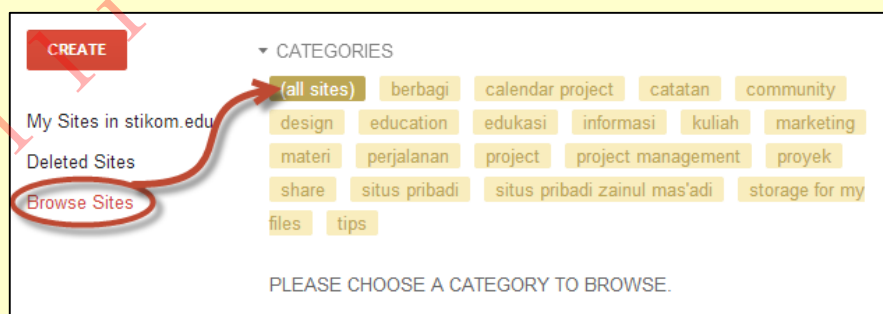 CREATE
My Sites in stikom.edu
Deleted Sites
Browse Sites
CATEGORIES
(all sites) berbagi calendar project catatan community
design education edukasi informasi kuliah marketing
materi perjalanan project project management proyek
share situs pribadi situs pribadi zainul mas'adi storage for my
files tips
PLEASE CHOOSE A CATEGORY TO BROWSE.